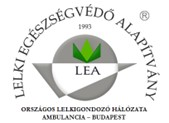 LELKI EGÉSZSÉGVÉDŐ ALAPÍTVÁNY ®
1993
LEA
ORSZÁGOS LELKIGONDOZÓ HÁLÓZATA
AMBULANCIA – BUDAPEST